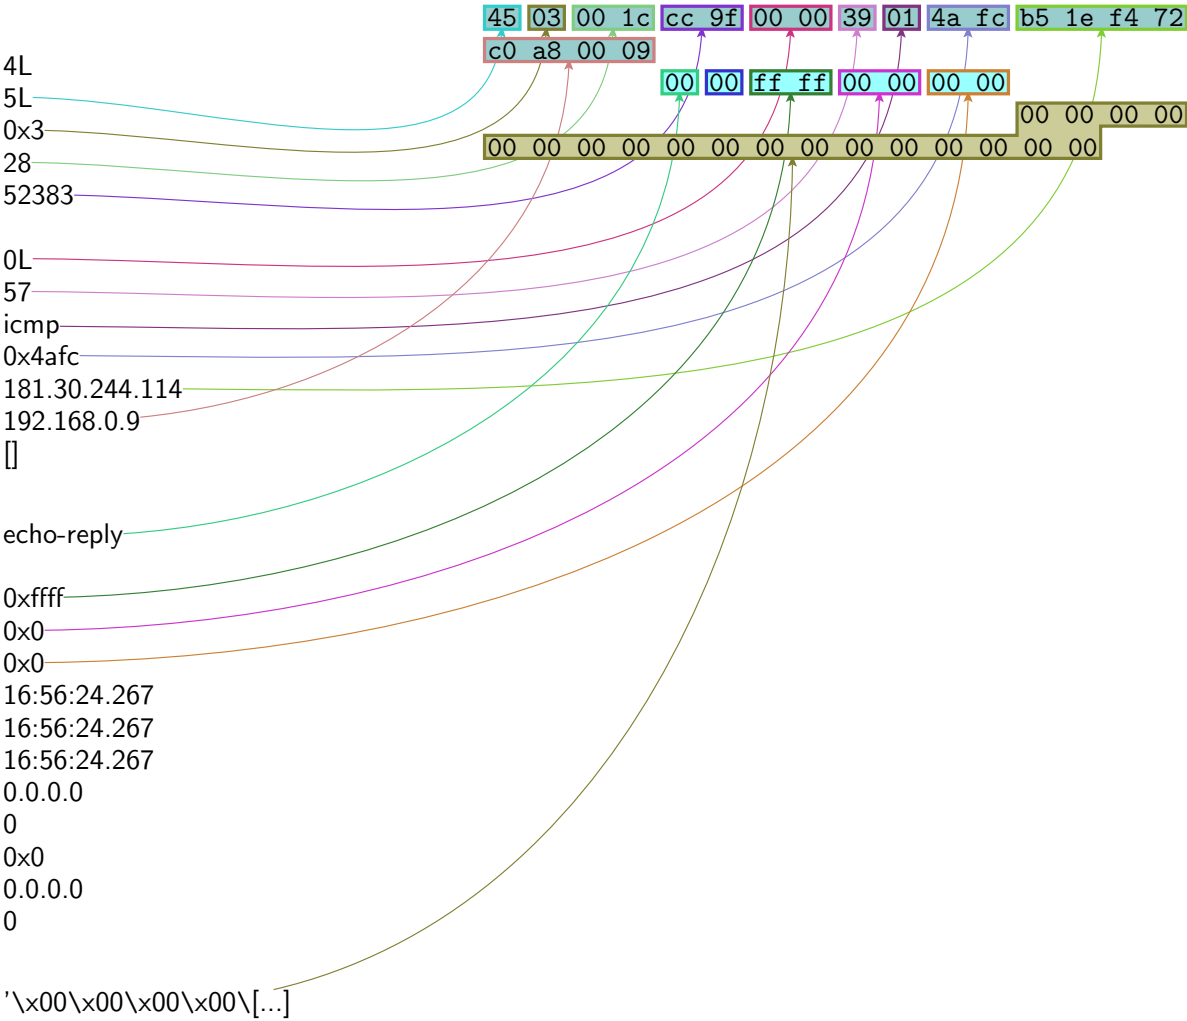 45 03 00 1c cc 9f 00 00 39 01 4a fc b5 1e f4 72
c0 a8 00 09
4L
00 00 ff ff 00 00 00 00
5L
00 00 00 00
0x3
00 00 00 00 00 00 00 00 00 00 00 00 00 00
28
52383
0L
57
icmp
0x4afc
181.30.244.114
192.168.0.9
[]
echo-reply
0xffff
0x0
0x0
16:56:24.267
16:56:24.267
16:56:24.267
0.0.0.0
0
0x0
0.0.0.0
0
'\x00\x00\x00\x00\[...]